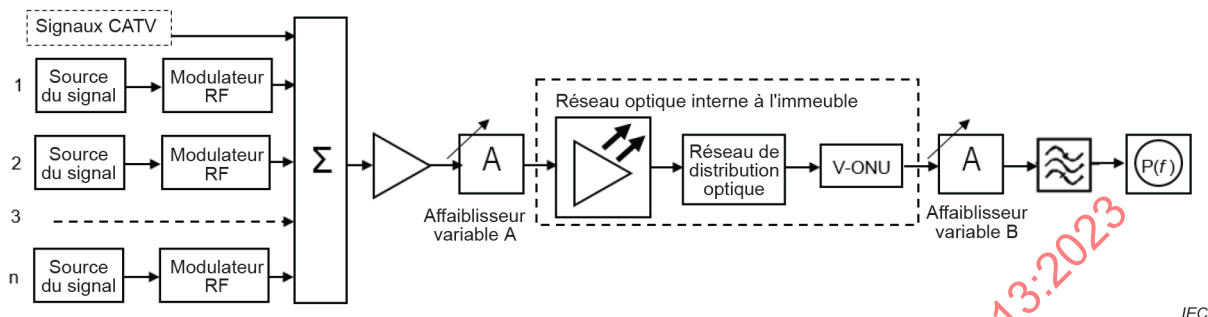 Signaux CATV
1
Source
du signal
Modulateur
RF
2
Source
du signal
Modulateur
RF
3
n
Source
du signal
Modulateur
RF
Σ
A
Affaiblisseur
variable A
Réseau optique interne à l'immeuble
Réseau de
distribution
optique
V-ONU
A
Affaiblisseur
variable B
P(f)
13:2023
IEC